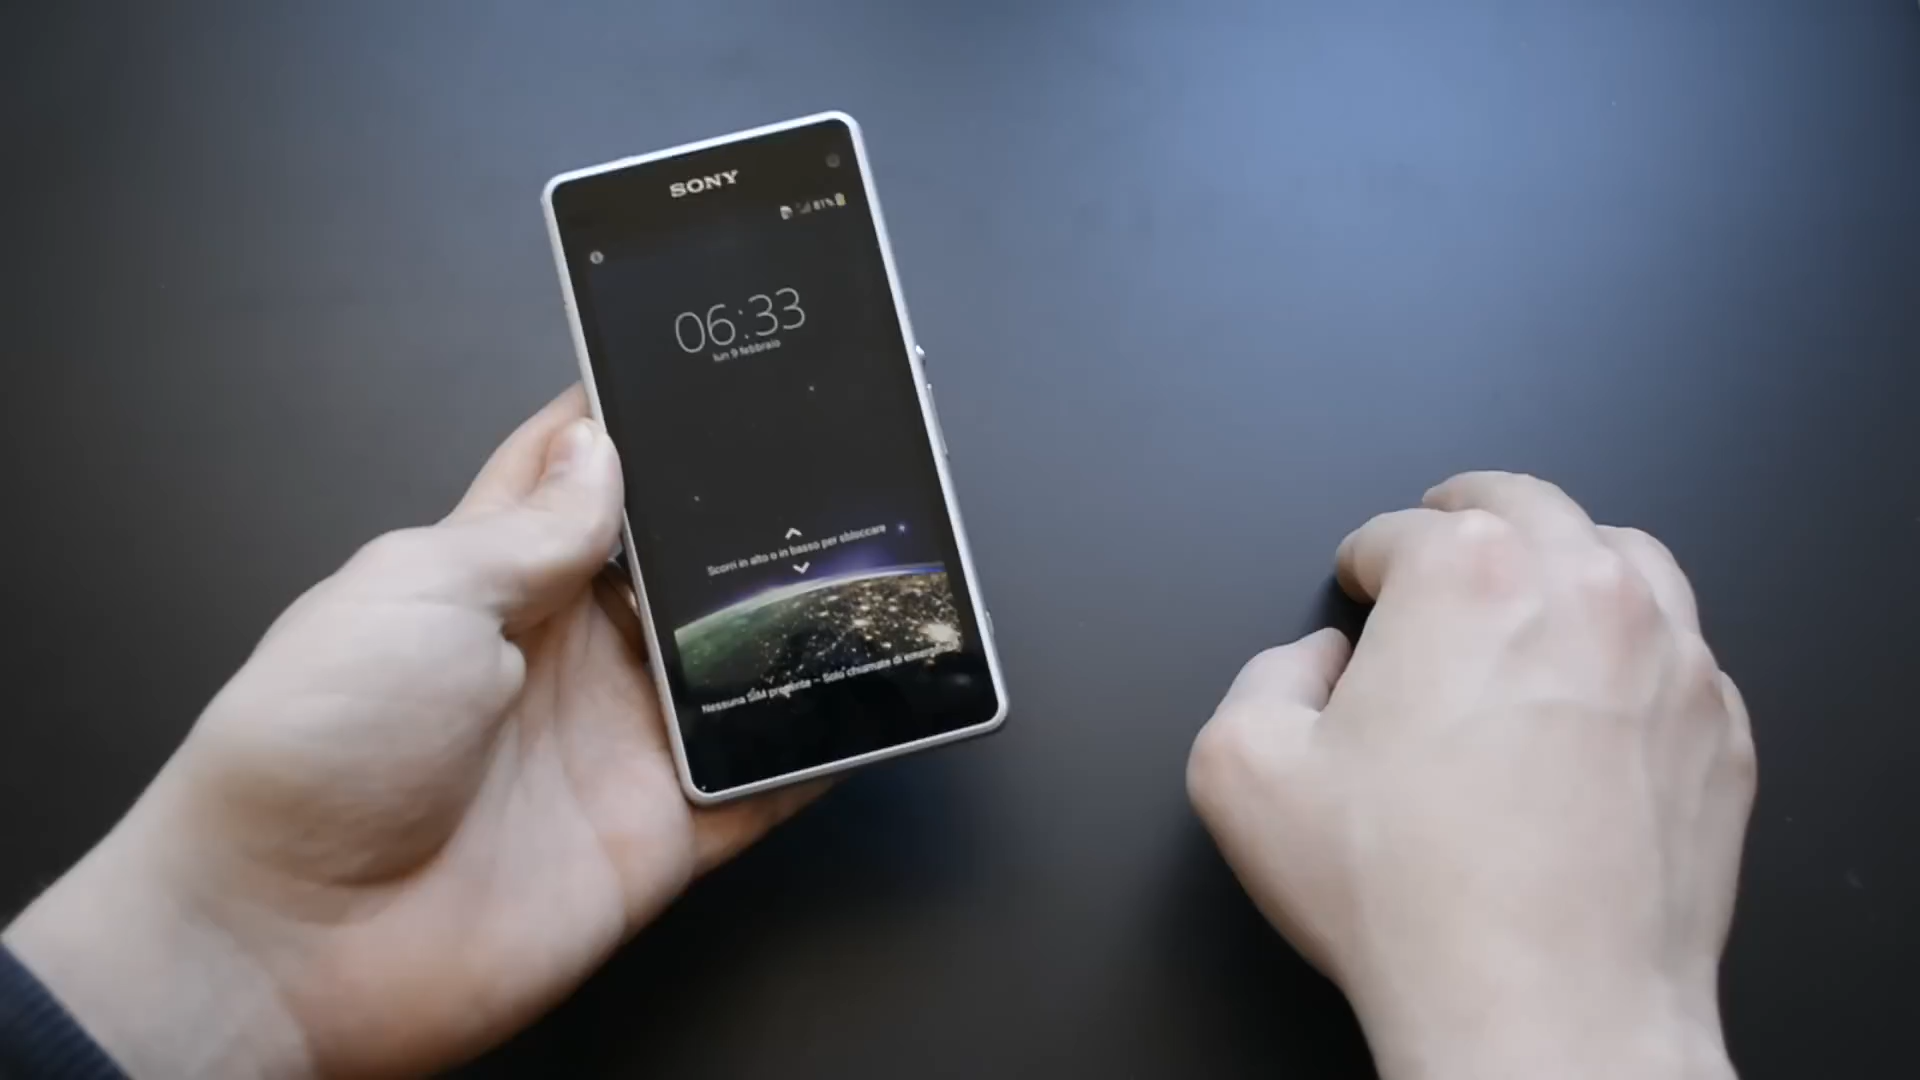 SONY
81%
06:33
lun 9 febbraio
Scorri in alto o in basso per sbloccare
Nessuna SIM presente – Solo chiamate di emergenza